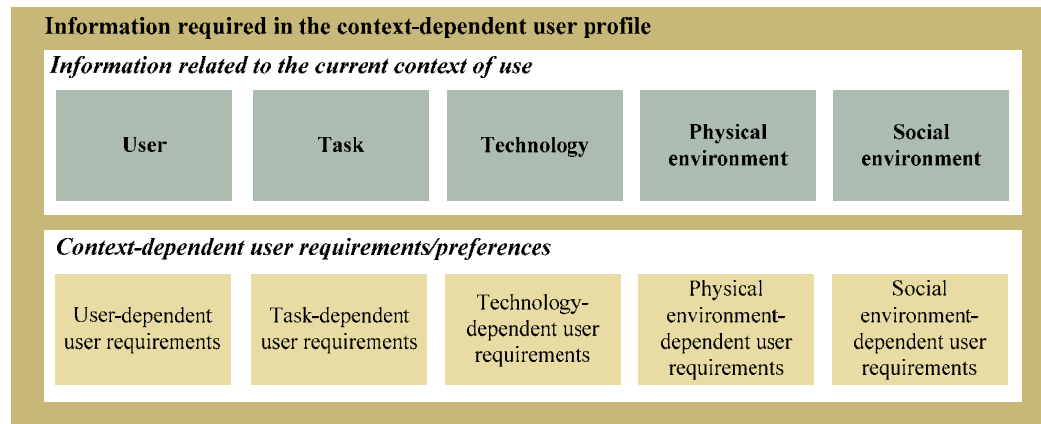 Information required in the context-dependent user profile
Information related to the current context of use
User
Task
Technology
Physical
environment
Social
environment
Context-dependent user requirements/preferences
User-dependent
user requirements
Task-dependent
user requirements
Technology-
dependent user
requirements
Physical
environment-
dependent user
requirements
Social
environment-
dependent user
requirements